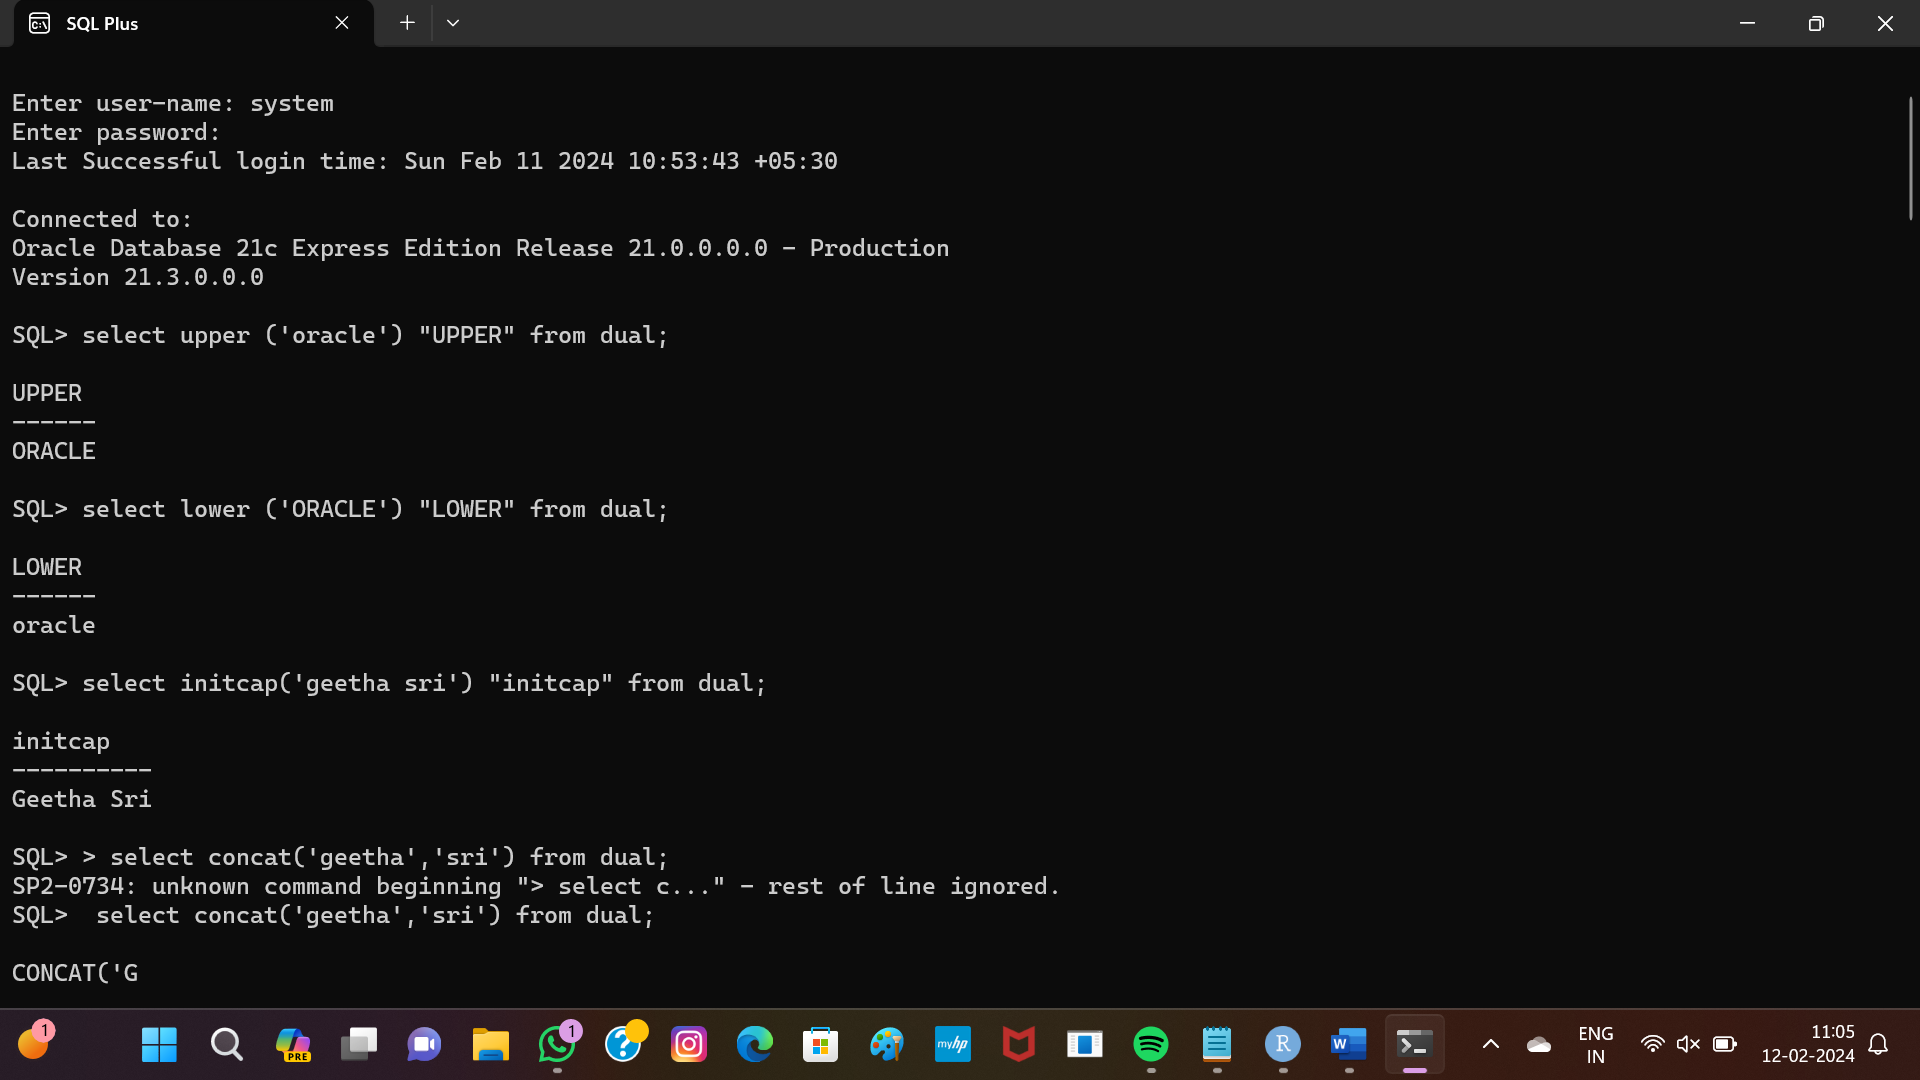 SQL Plus
Enter user-name: system
Enter password:
Last Successful login time: Sun Feb 11 2024 10:53:43 +05:30
Connected to:
Oracle Database 21c Express Edition Release 21.0.0.0.0 - Production
Version 21.3.0.0.0
SQL> select upper ('oracle') "UPPER" from dual;
UPPER
------
ORACLE
SQL> select lower ('ORACLE') "LOWER" from dual;
LOWER
------
oracle
SQL> select initcap('geetha sri') "initcap" from dual;
initcap
----------
Geetha Sri
SQL> > select concat('geetha','sri') from dual;
SP2-0734: unknown command beginning "> select c..." - rest of line ignored.
SQL>  select concat('geetha','sri') from dual;
CONCAT('G
1
PRE
1
myhp
R
W
ENG
IN
11:05
12-02-2024